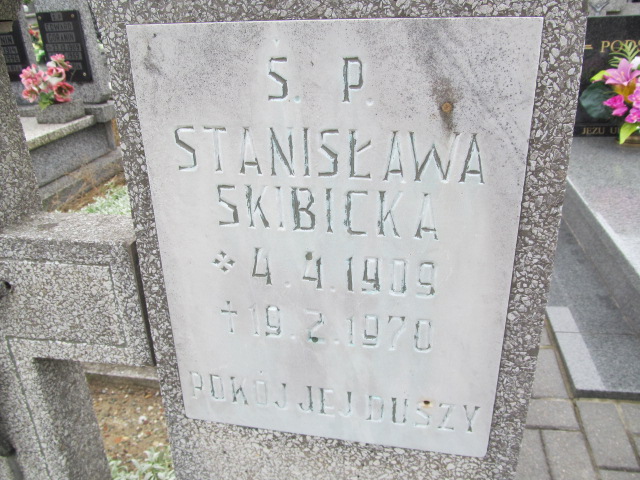 Ś. P.
STANISŁAWA
SKIBICKA
* 4.4.1909
† 19.2.1970
POKÓJ JEJ DUSZY